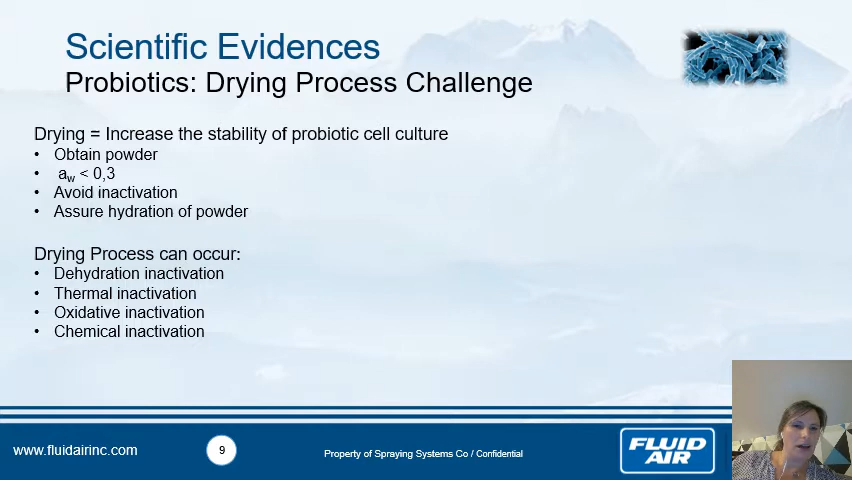 Scientific Evidences
Probiotics: Drying Process Challenge
Drying = Increase the stability of probiotic cell culture
• Obtain powder
• aw < 0,3
• Avoid inactivation
• Assure hydration of powder
Drying Process can occur:
• Dehydration inactivation
• Thermal inactivation
• Oxidative inactivation
• Chemical inactivation
www.fluidairinc.com
9
Property of Spraying Systems Co / Confidential
FLUID
AIR